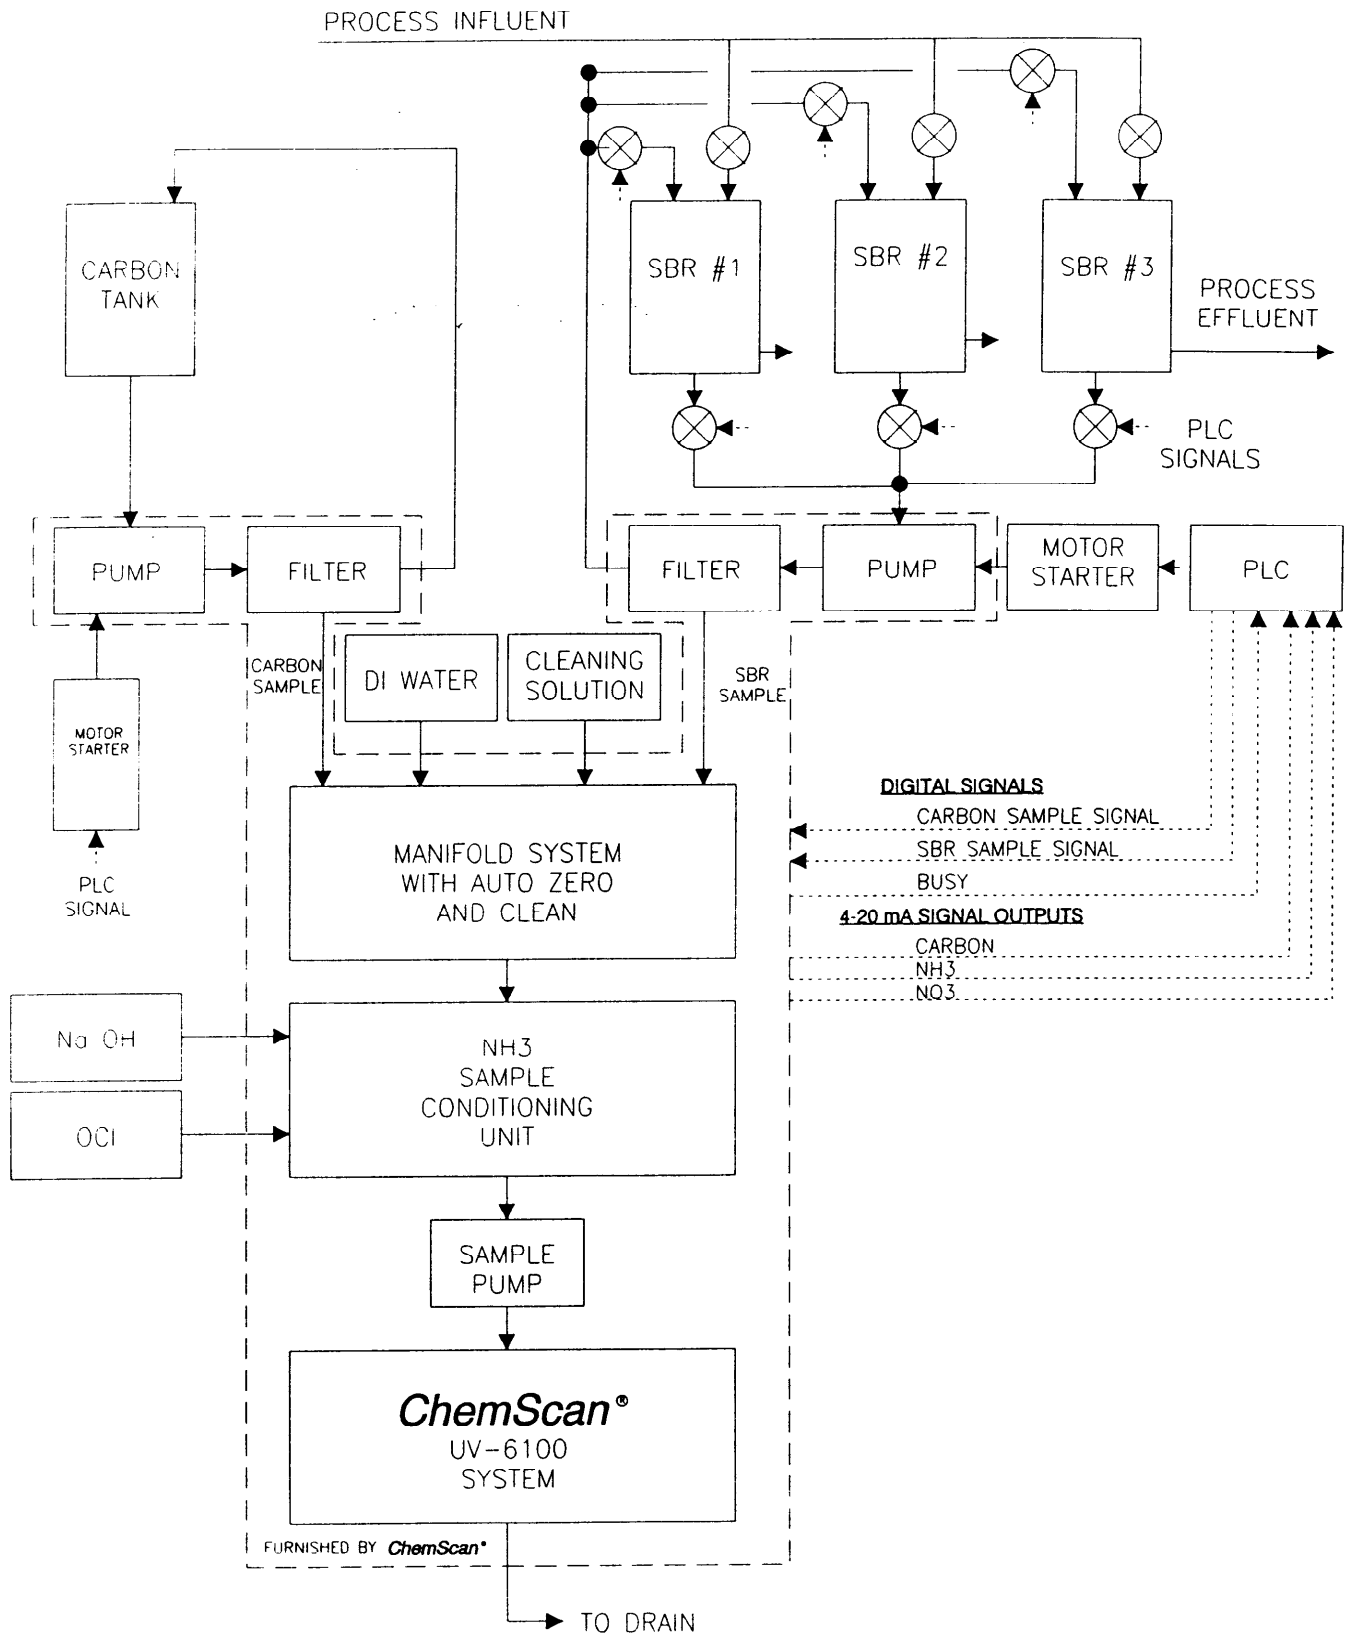 PROCESS INFLUENT
CARBON
TANK
SBR #1
SBR #2
SBR #3
PROCESS
EFFLUENT
PLC
SIGNALS
PUMP
FILTER
FILTER
PUMP
MOTOR
STARTER
PLC
CARBON
SAMPLE
DI WATER
CLEANING
SOLUTION
SBR
SAMPLE
MOTOR
STARTER
PLC
SIGNAL
DIGITAL SIGNALS
CARBON SAMPLE SIGNAL
SBR SAMPLE SIGNAL
BUSY
4-20 mA SIGNAL OUTPUTS
CARBON
NH3
NO3
MANIFOLD SYSTEM
WITH AUTO ZERO
AND CLEAN
Na OH
OCl
NH3
SAMPLE
CONDITIONING
UNIT
SAMPLE
PUMP
ChemScan®
UV-6100
SYSTEM
FURNISHED BY ChemScan®
TO DRAIN